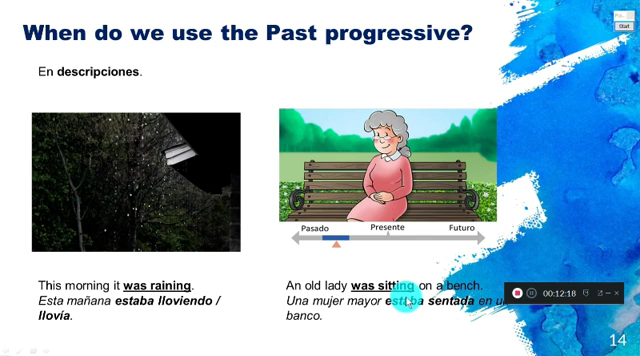 When do we use the Past progressive?
En descripciones.
Pasado
Presente
Futuro
This morning it was raining.
Esta mañana estaba lloviendo /
llovía.
An old lady was sitting on a bench.
Una mujer mayor estaba sentada en
banco.
00:12:18
14
Start